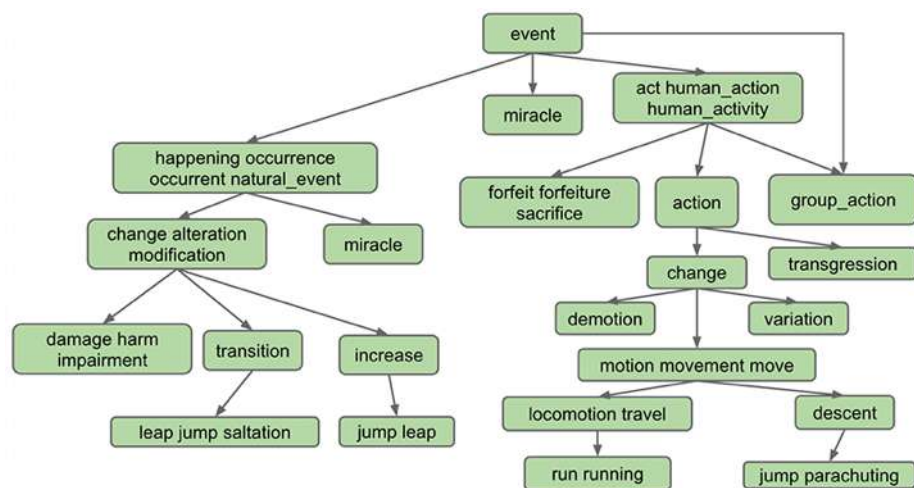 event
miracle
act human_action
human_activity
happening occurrence
occurrent natural_event
forfeit forfeiture
sacrifice
action
group_action
change alteration
modification
miracle
change
transgression
demotion
variation
damage harm
impairment
transition
increase
motion movement move
leap jump saltation
jump leap
locomotion travel
descent
run running
jump parachuting